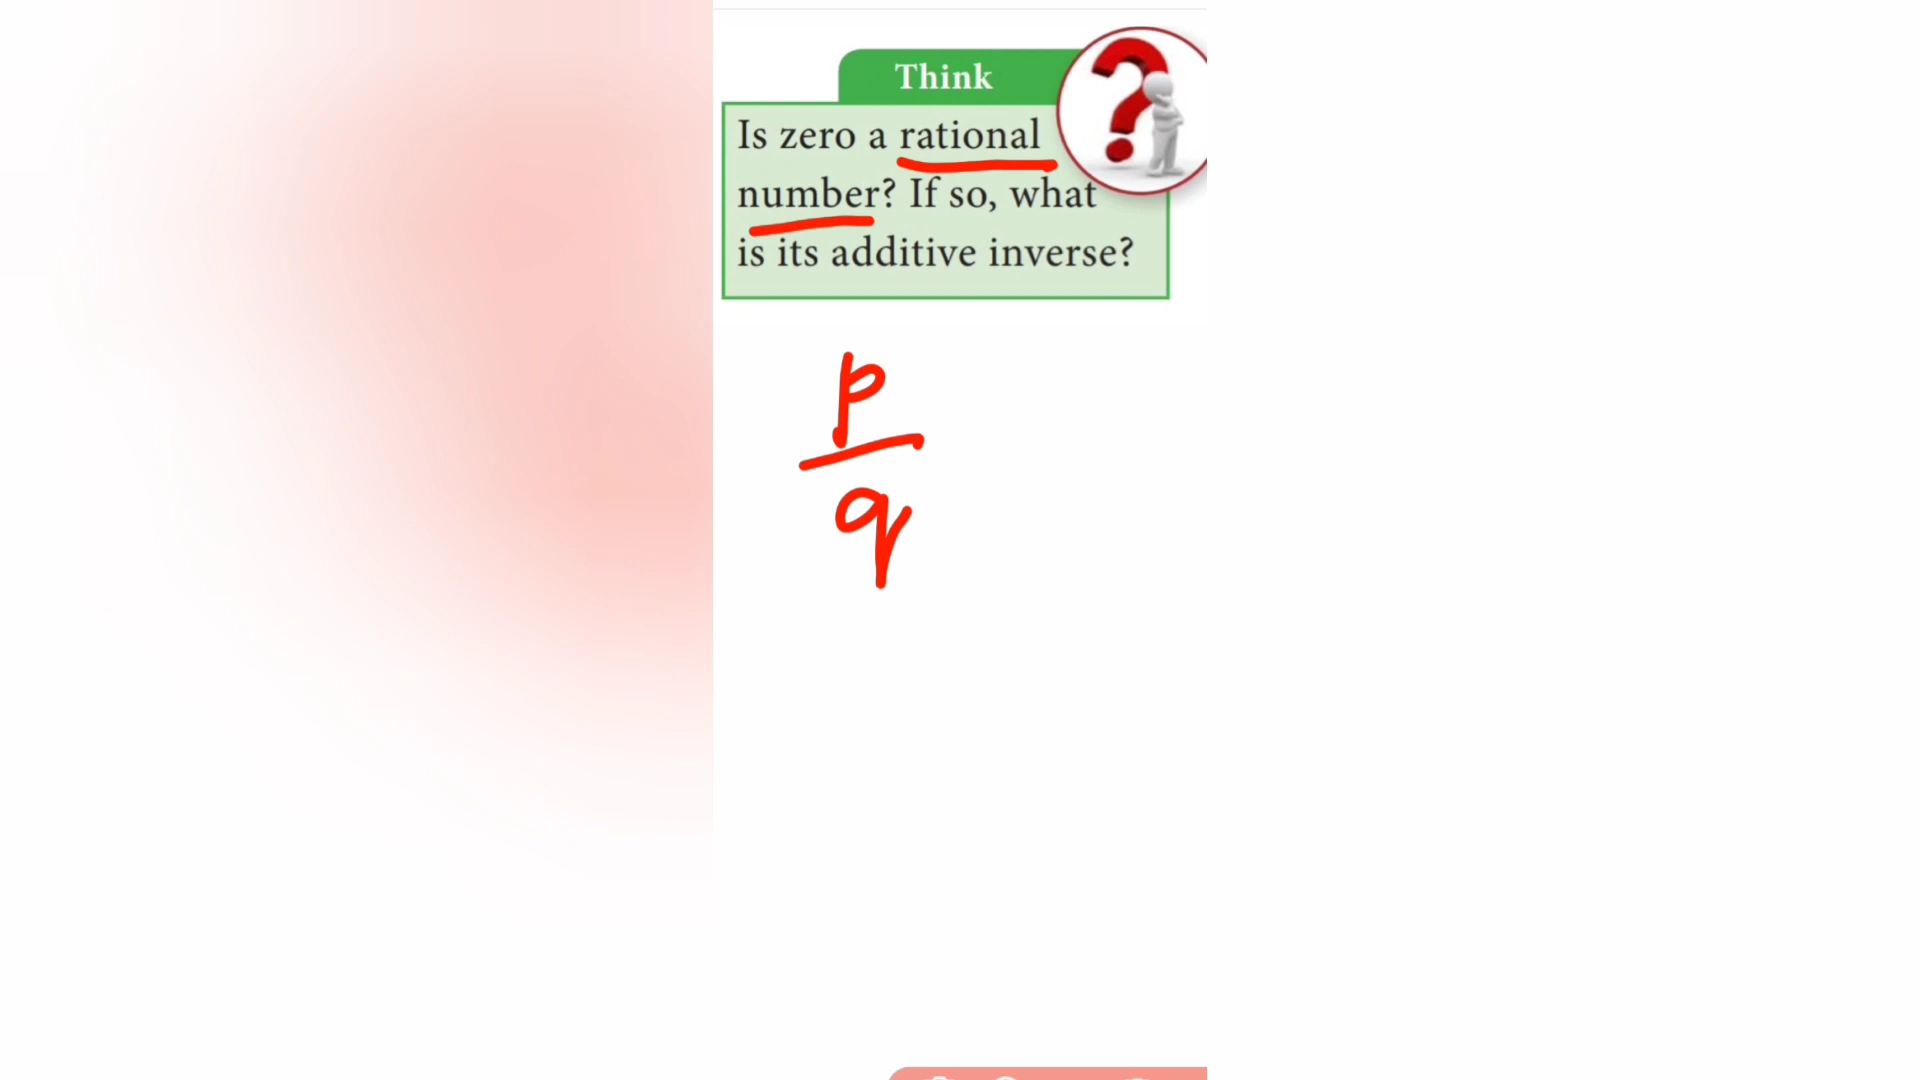 Think
Is zero a rational
number? If so, what
is its additive inverse?
p
q